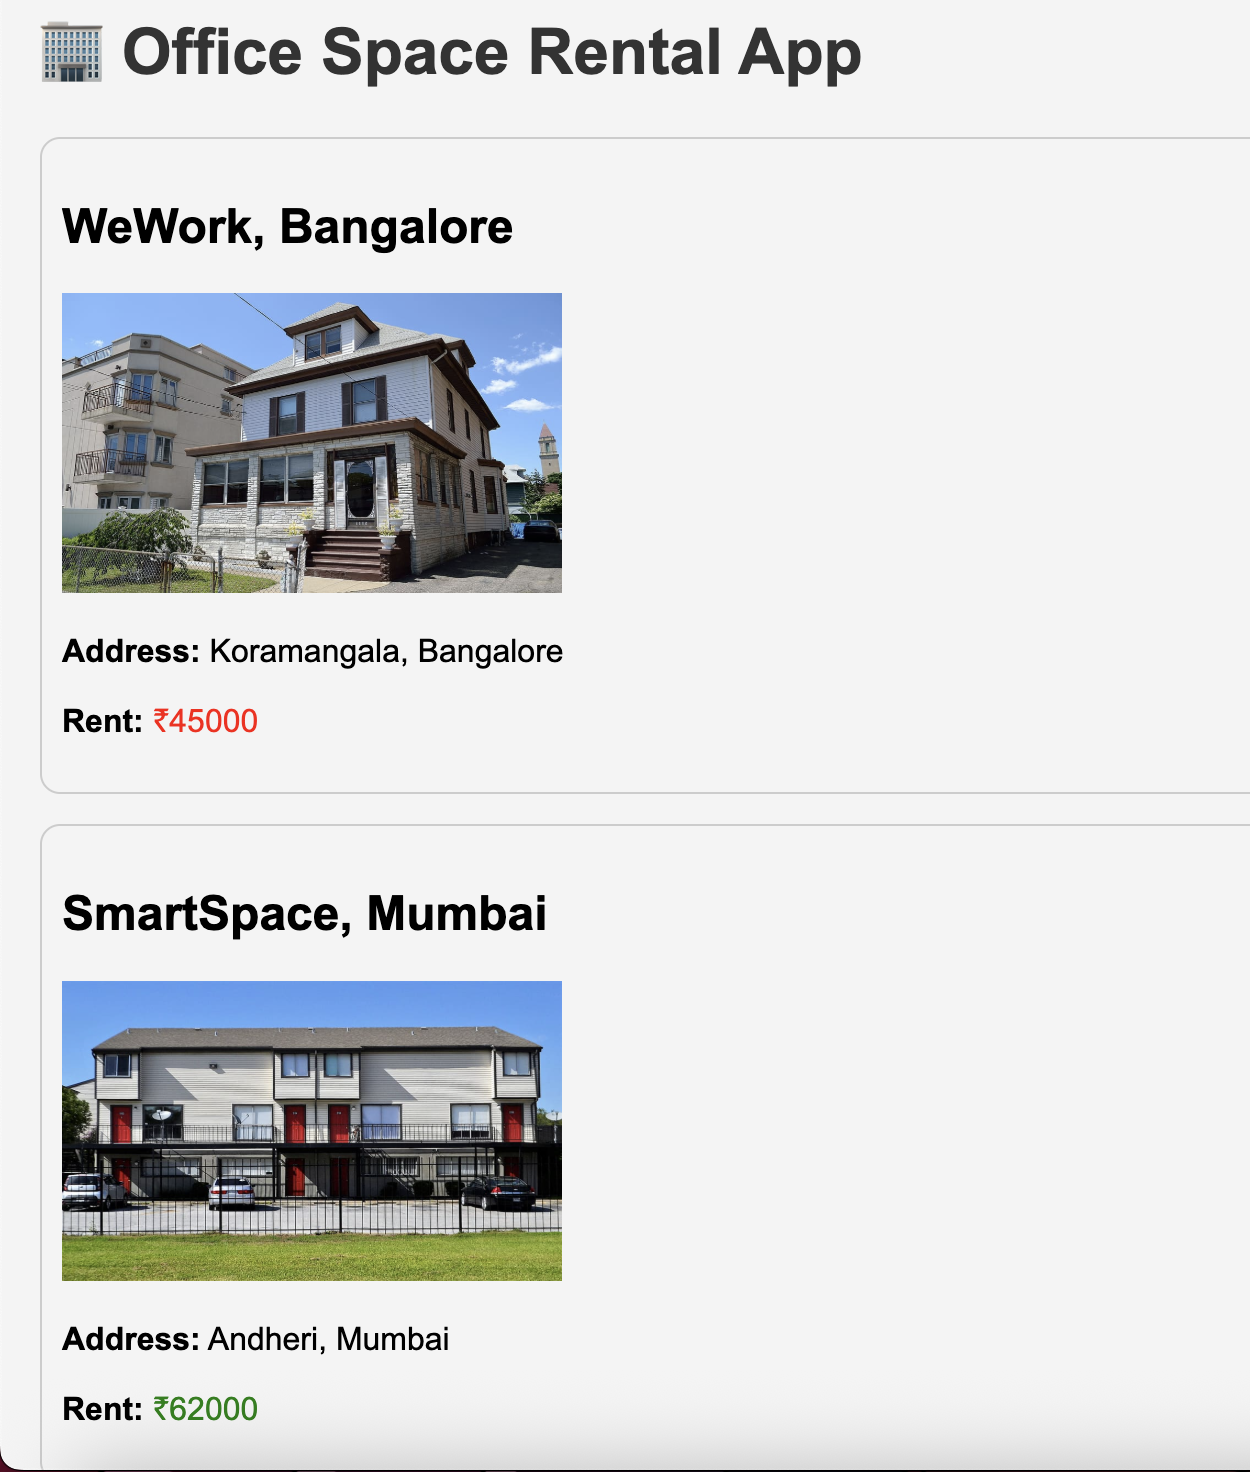 Office Space Rental App
WeWork, Bangalore
Address: Koramangala, Bangalore
Rent: ₹45000
SmartSpace, Mumbai
Address: Andheri, Mumbai
Rent: ₹62000